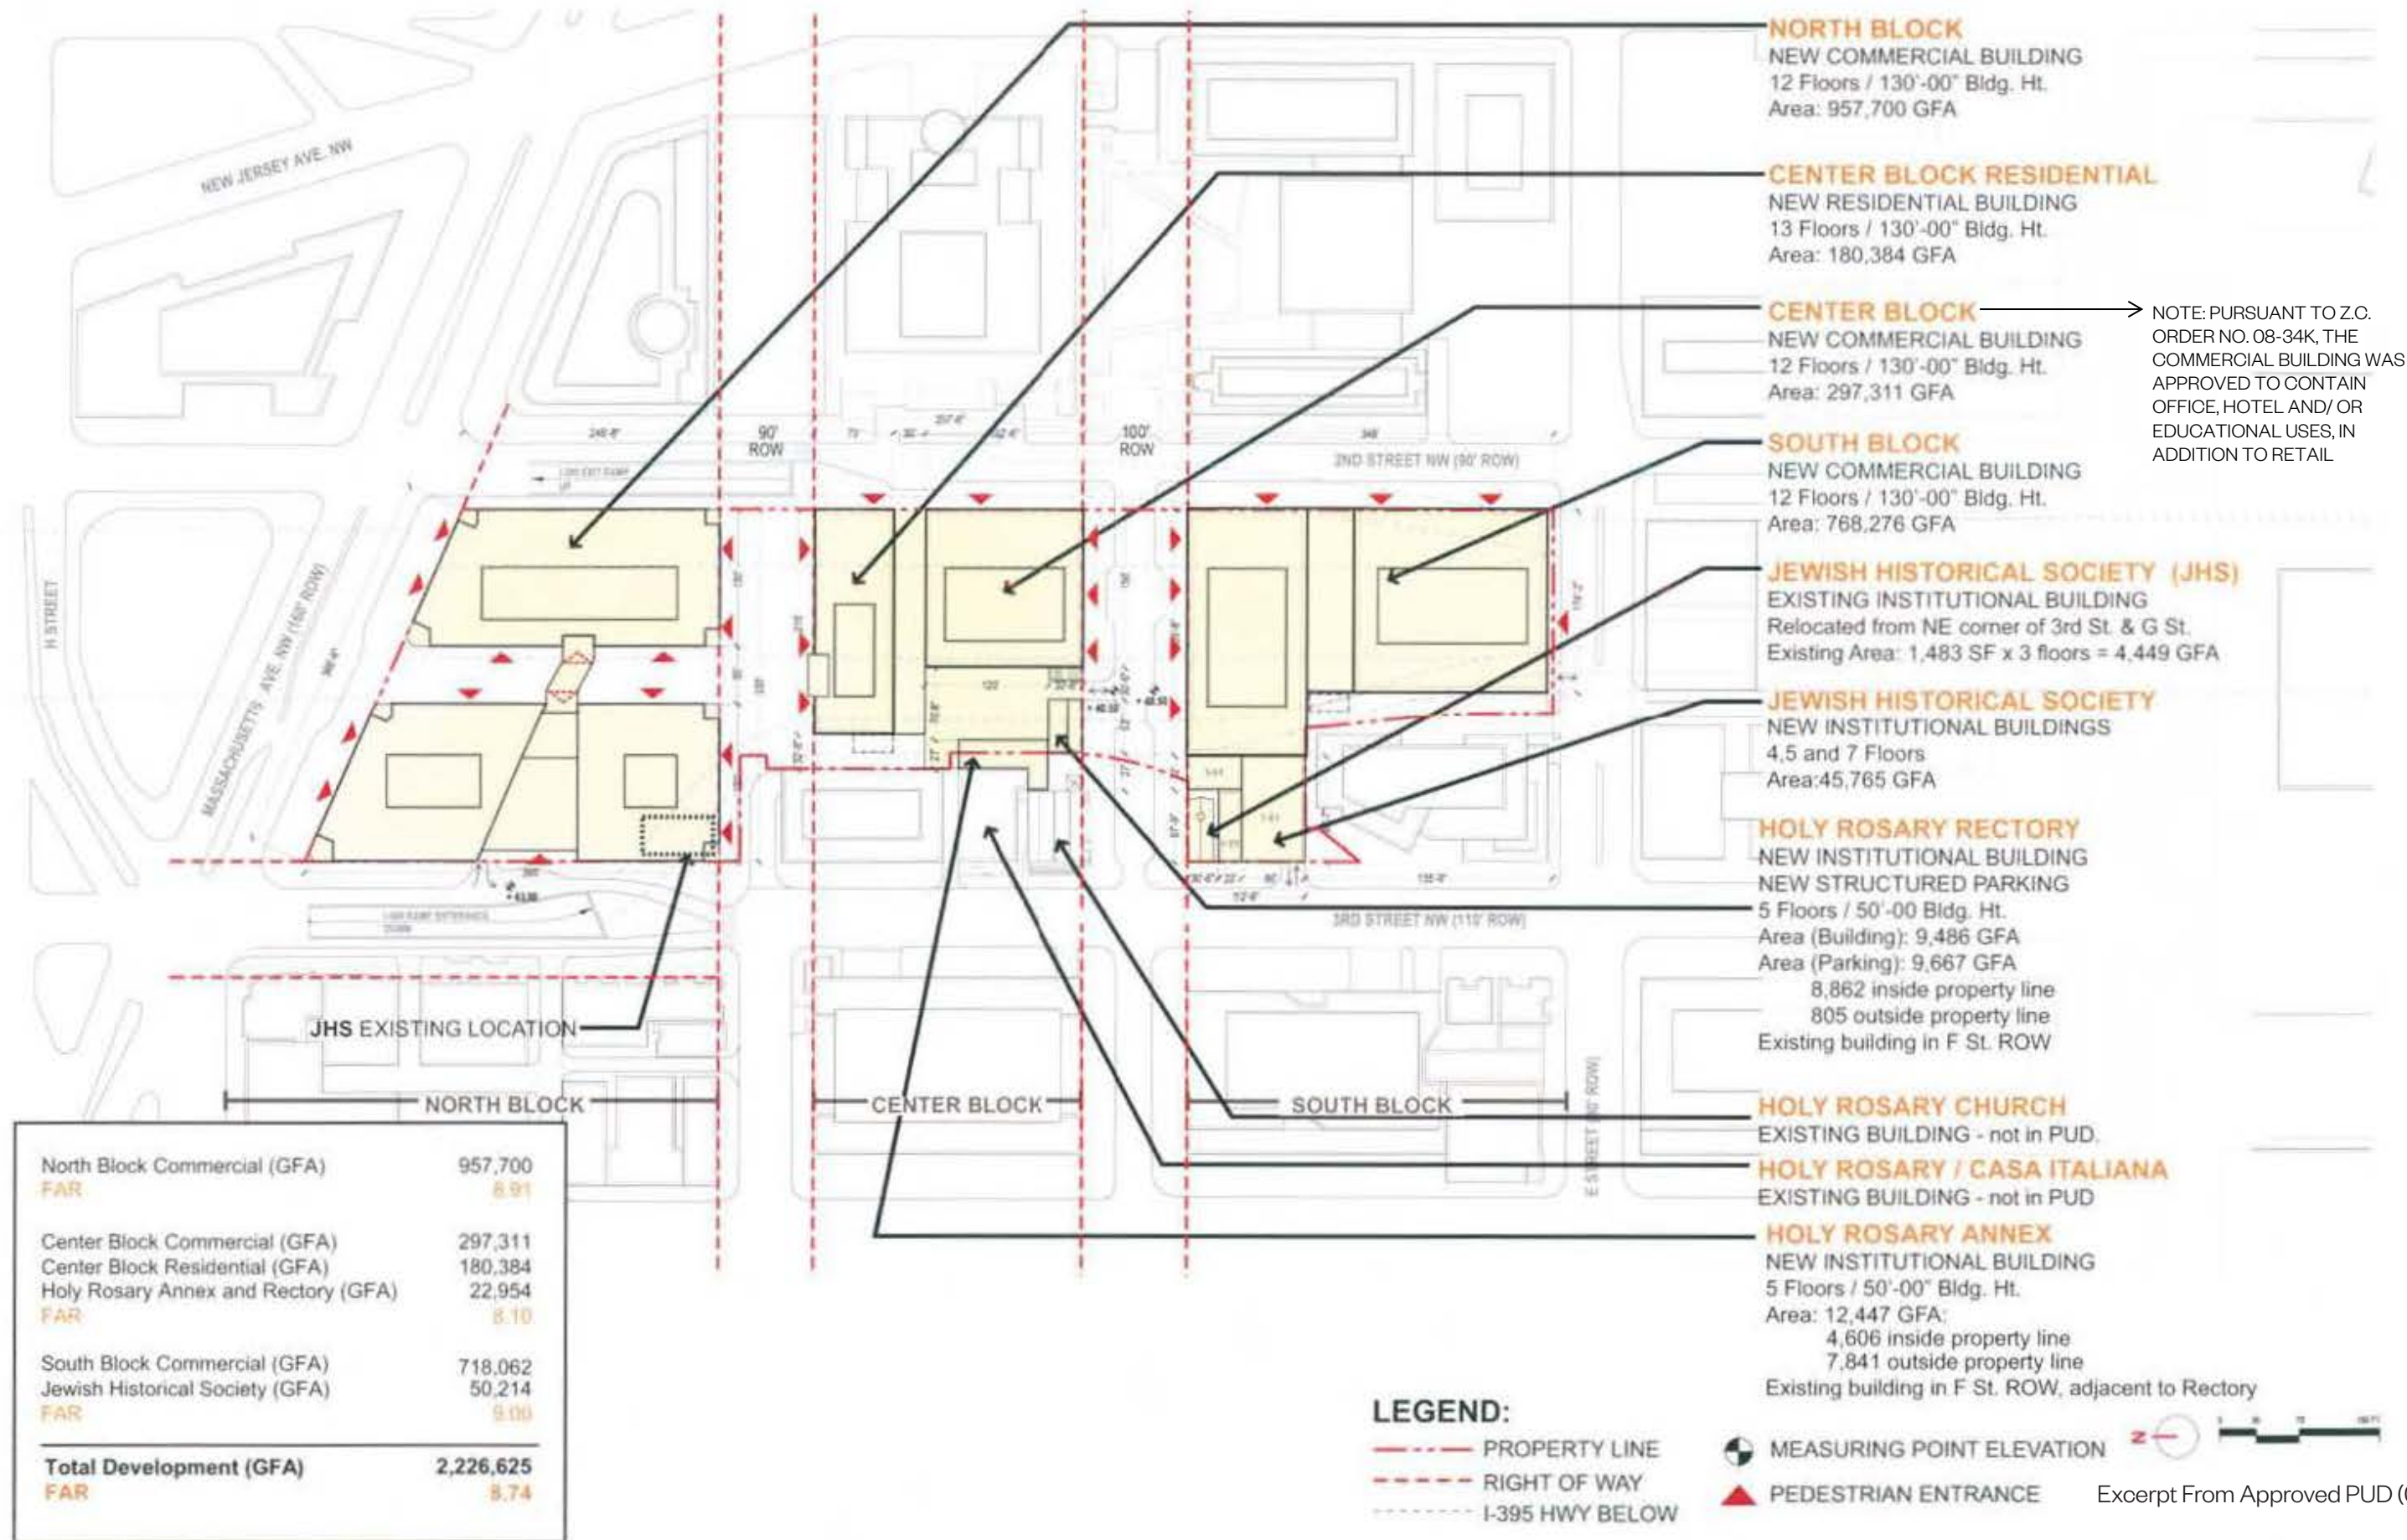 NORTH BLOCK
NEW COMMERCIAL BUILDING
12 Floors / 130'-00" Bldg. Ht.
Area: 957,700 GFA
CENTER BLOCK RESIDENTIAL
NEW RESIDENTIAL BUILDING
13 Floors / 130'-00" Bldg. Ht.
Area: 180,384 GFA
CENTER BLOCK
NEW COMMERCIAL BUILDING
12 Floors / 130'-00" Bldg. Ht.
Area: 297,311 GFA
NOTE: PURSUANT TO Z.C.
ORDER NO. 08-34K, THE
COMMERCIAL BUILDING WAS
APPROVED TO CONTAIN
OFFICE, HOTEL AND/ OR
EDUCATIONAL USES, IN
ADDITION TO RETAIL
SOUTH BLOCK
NEW COMMERCIAL BUILDING
12 Floors / 130'-00" Bldg. Ht.
Area: 768,276 GFA
JEWISH HISTORICAL SOCIETY (JHS)
EXISTING INSTITUTIONAL BUILDING
Relocated from NE corner of 3rd St. & G St.
Existing Area: 1,483 SF x 3 floors = 4,449 GFA
JEWISH HISTORICAL SOCIETY
NEW INSTITUTIONAL BUILDINGS
4,5 and 7 Floors
Area:45,765 GFA
HOLY ROSARY RECTORY
NEW INSTITUTIONAL BUILDING
NEW STRUCTURED PARKING
5 Floors / 50'-00 Bldg. Ht.
Area (Building): 9,486 GFA
Area (Parking): 9,667 GFA
8,862 inside property line
805 outside property line
Existing building in F St. ROW
HOLY ROSARY CHURCH
EXISTING BUILDING - not in PUD.
HOLY ROSARY / CASA ITALIANA
EXISTING BUILDING - not in PUD
HOLY ROSARY ANNEX
NEW INSTITUTIONAL BUILDING
5 Floors / 50'-00" Bldg. Ht.
Area: 12,447 GFA:
4,606 inside property line
7,841 outside property line
Existing building in F St. ROW, adjacent to Rectory
NEW JERSEY AVE. NW
H STREET
MASSACHUSETTS AVE. NW (160' ROW)
90'
ROW
100'
ROW
2ND STREET NW (90' ROW)
3RD STREET NW (110' ROW)
JHS EXISTING LOCATION
NORTH BLOCK
CENTER BLOCK
SOUTH BLOCK
North Block Commercial (GFA) 957,700
FAR 8.91
Center Block Commercial (GFA) 297,311
Center Block Residential (GFA) 180,384
Holy Rosary Annex and Rectory (GFA) 22,954
FAR 8.10
South Block Commercial (GFA) 718,062
Jewish Historical Society (GFA) 50,214
FAR 9.00
Total Development (GFA) 2,226,625
FAR 8.74
LEGEND:
PROPERTY LINE
RIGHT OF WAY
I-395 HWY BELOW
MEASURING POINT ELEVATION
PEDESTRIAN ENTRANCE
N
Excerpt From Approved PUD (